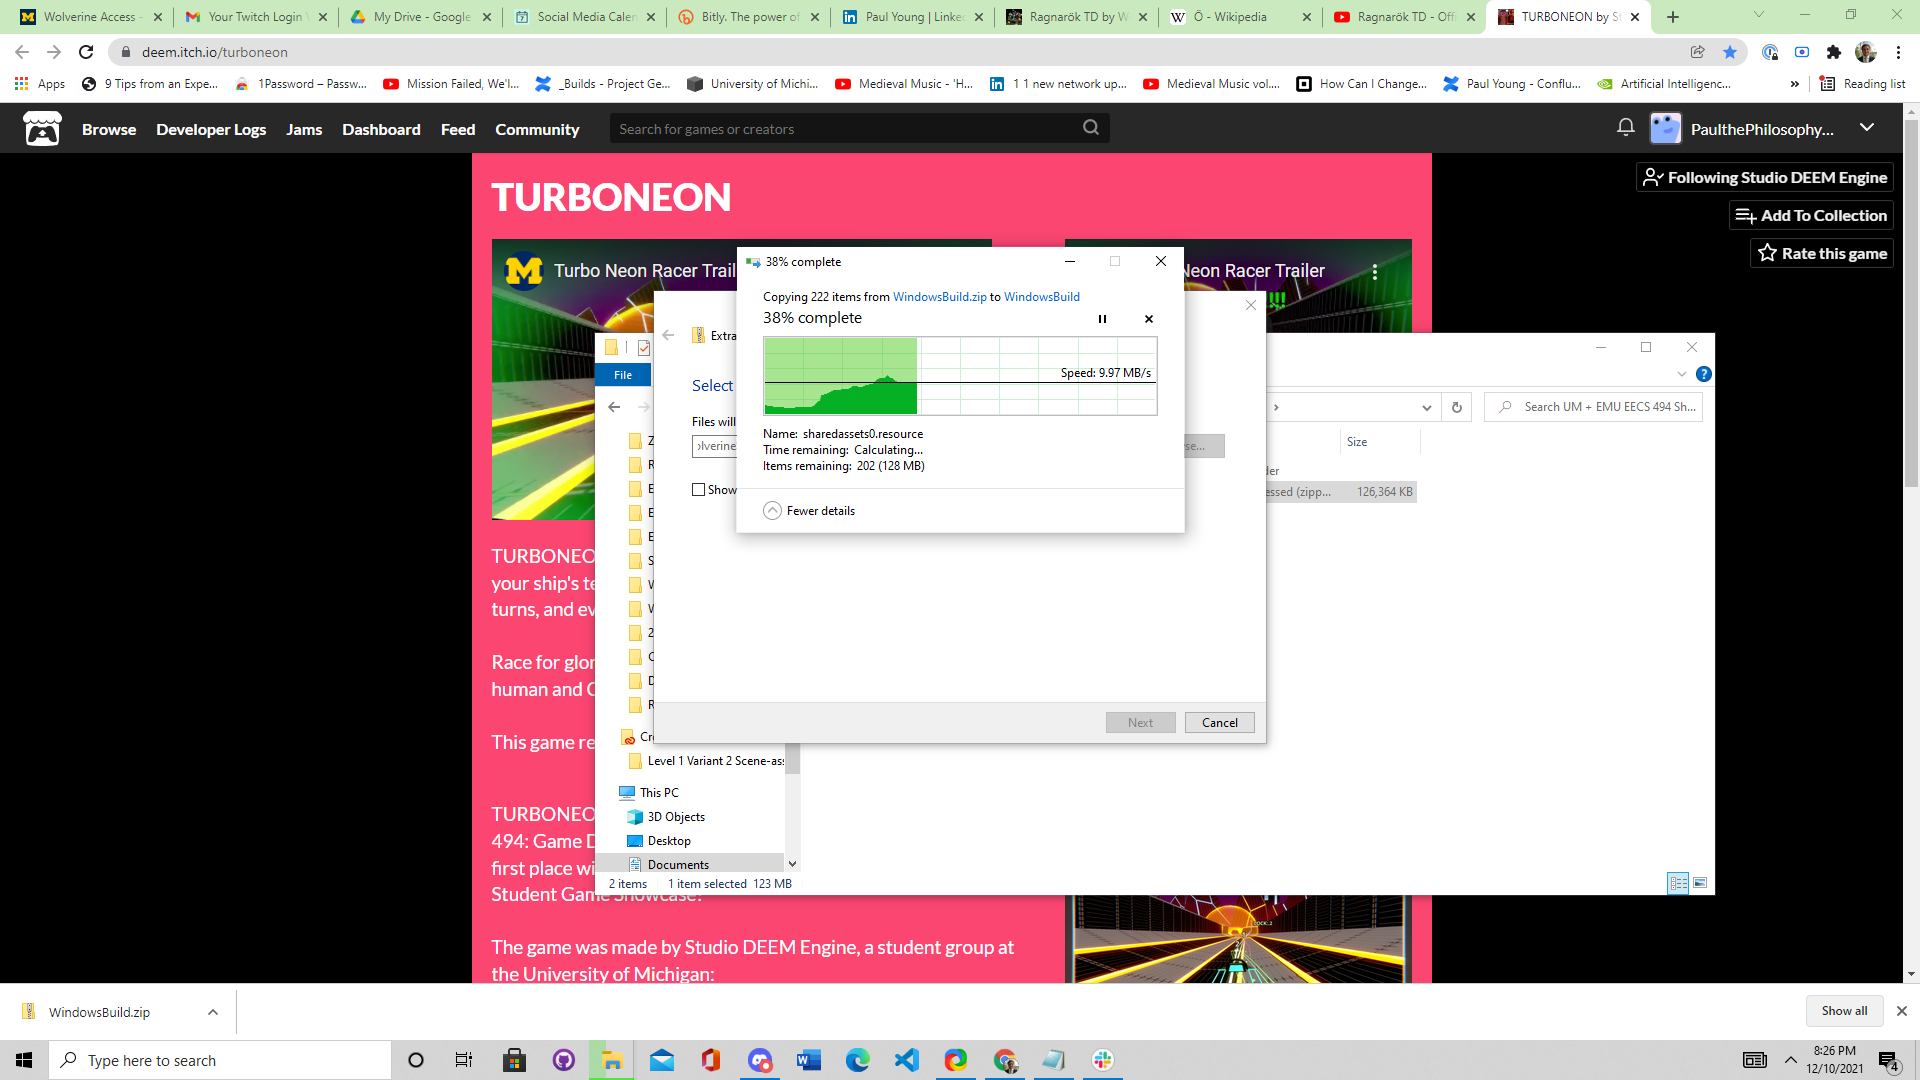 Wolverine Access -
Your Twitch Login
My Drive - Google
Social Media Calen
Bitly. The power of
Paul Young | Linke
Ragnarök TD by W
Ö - Wikipedia
Ragnarök TD - Off
TURBONEON by St
deem.itch.io/turboneon
Apps
9 Tips from an Expe...
1Password – Passw...
Mission Failed, We'l...
_Builds - Project Ge...
University of Michi...
Medieval Music - 'H...
1 1 new network up...
Medieval Music vol....
How Can I Change...
Paul Young - Conflu...
Artificial Intelligenc...
»
Reading list
Browse
Developer Logs
Jams
Dashboard
Feed
Community
Search for games or creators
PaulthePhilosophy...
Following Studio DEEM Engine
Add To Collection
Rate this game
TURBONEON
Turbo Neon Racer Trail
Neon Racer Trailer
38% complete
Copying 222 items from WindowsBuild.zip to WindowsBuild
38% complete
Speed: 9.97 MB/s
Name: sharedassets0.resource
Time remaining: Calculating...
Items remaining: 202 (128 MB)
Fewer details
Extra
Select
Files will
olverine
se...
Show
Next
Cancel
File
Search UM + EMU EECS 494 Sh...
Size
der
essed (zipp...
126,364 KB
Level 1 Variant 2 Scene-ass
This PC
3D Objects
Desktop
Documents
2 items
1 item selected 123 MB
TURBONEO
your ship's te
turns, and ev
Race for glor
human and C
This game re
TURBONEO
494: Game D
first place wi
Student Game Showcase!
The game was made by Studio DEEM Engine, a student group at
the University of Michigan:
WindowsBuild.zip
Show all
Type here to search
8:26 PM
12/10/2021
4